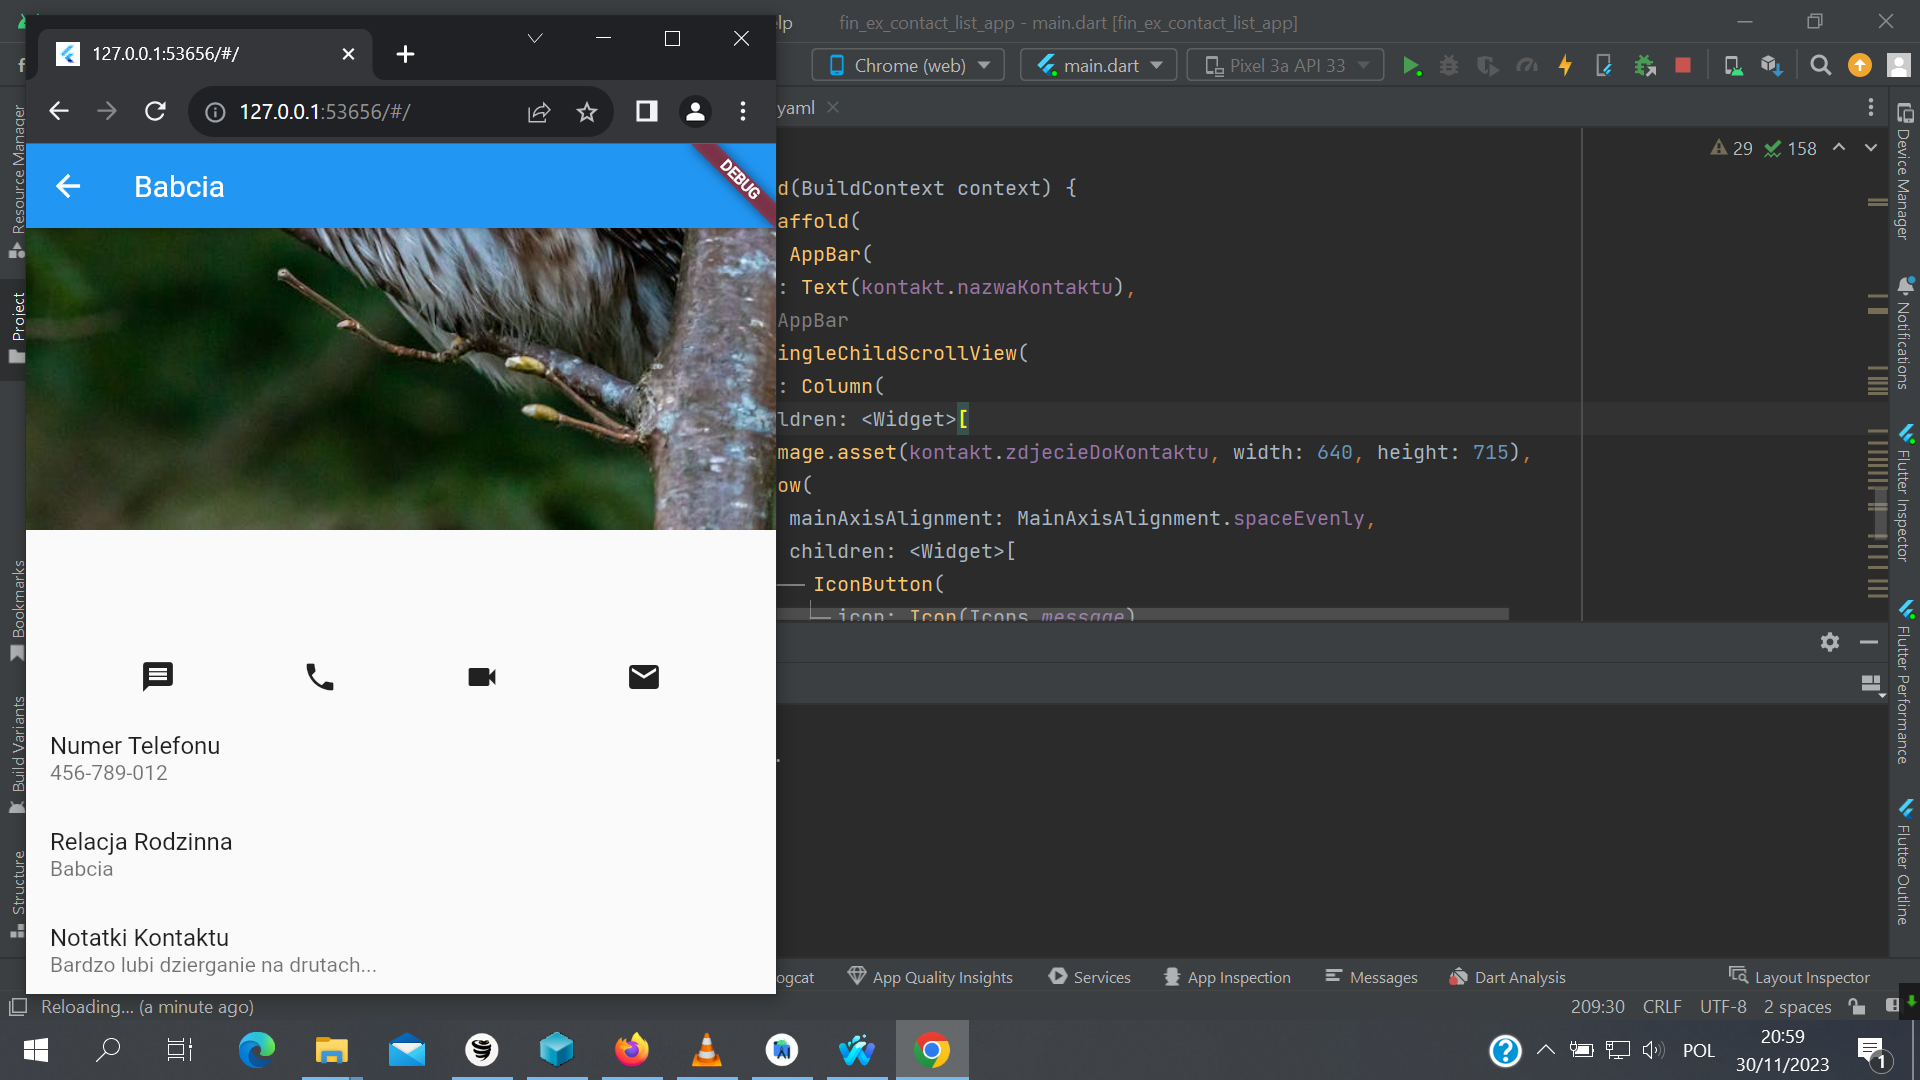 lp
fin_ex_contact_list_app - main.dart [fin_ex_contact_list_app]
127.0.0.1:53656/#/
Chrome (web)
main.dart
Pixel 3a API 33
127.0.0.1:53656/#/
yaml
Babcia
DEBUG
29
158
d(BuildContext context) {
affold(
AppBar(
: Text(kontakt.nazwaKontaktu),
AppBar
ingleChildScrollView(
: Column(
ldren: <Widget>[
mage.asset(kontakt.zdjecieDoKontaktu, width: 640, height: 715),
ow(
mainAxisAlignment: MainAxisAlignment.spaceEvenly,
children: <Widget>[
IconButton(
icon: Icon(Icons.message)
Numer Telefonu
456-789-012
Relacja Rodzinna
Babcia
Notatki Kontaktu
Bardzo lubi dzierganie na drutach...
Resource Manager
Project
Bookmarks
Build Variants
Structure
Device Manager
Notifications
Flutter Inspector
Flutter Performance
Flutter Outline
ogcat
App Quality Insights
Services
App Inspection
Messages
Dart Analysis
Layout Inspector
Reloading... (a minute ago)
209:30
CRLF
UTF-8
2 spaces
POL
20:59
30/11/2023
1